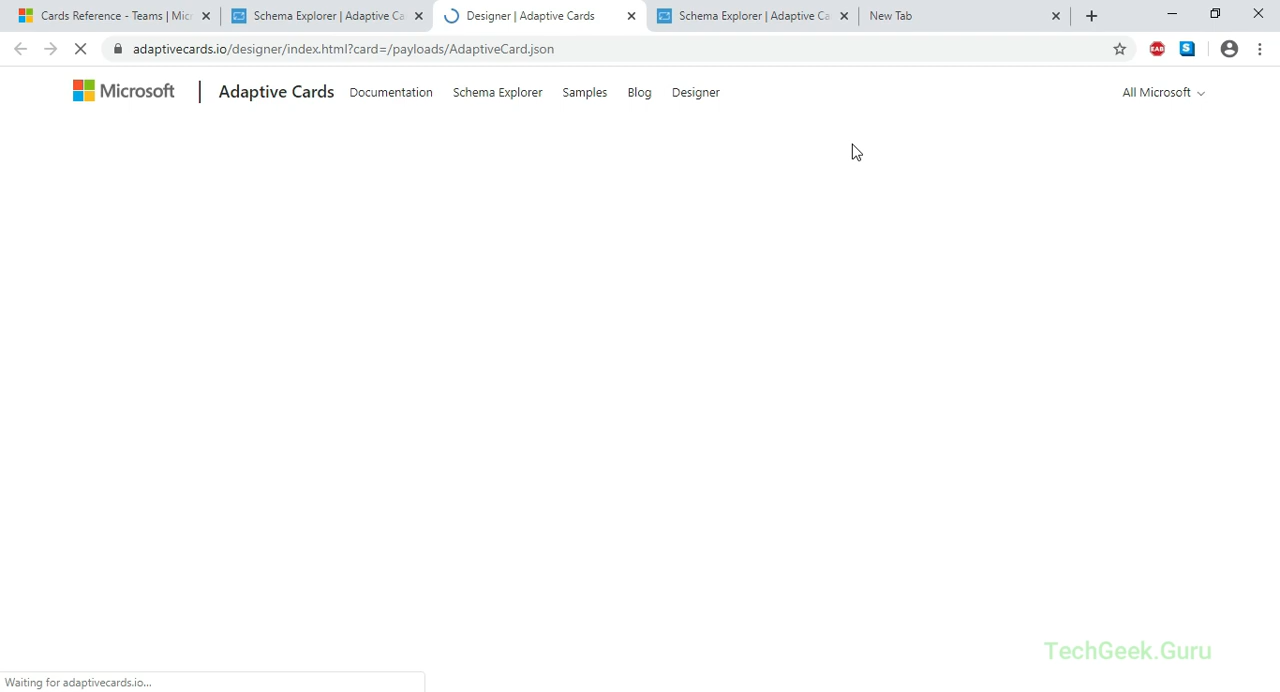 Cards Reference - Teams | Mic
Schema Explorer | Adaptive Ca
Designer | Adaptive Cards
Schema Explorer | Adaptive Ca
New Tab
adaptivecards.io/designer/index.html?card=/payloads/AdaptiveCard.json
KAB
S
Microsoft | Adaptive Cards
Documentation
Schema Explorer
Samples
Blog
Designer
All Microsoft
TechGeek.Guru
Waiting for adaptivecards.io...